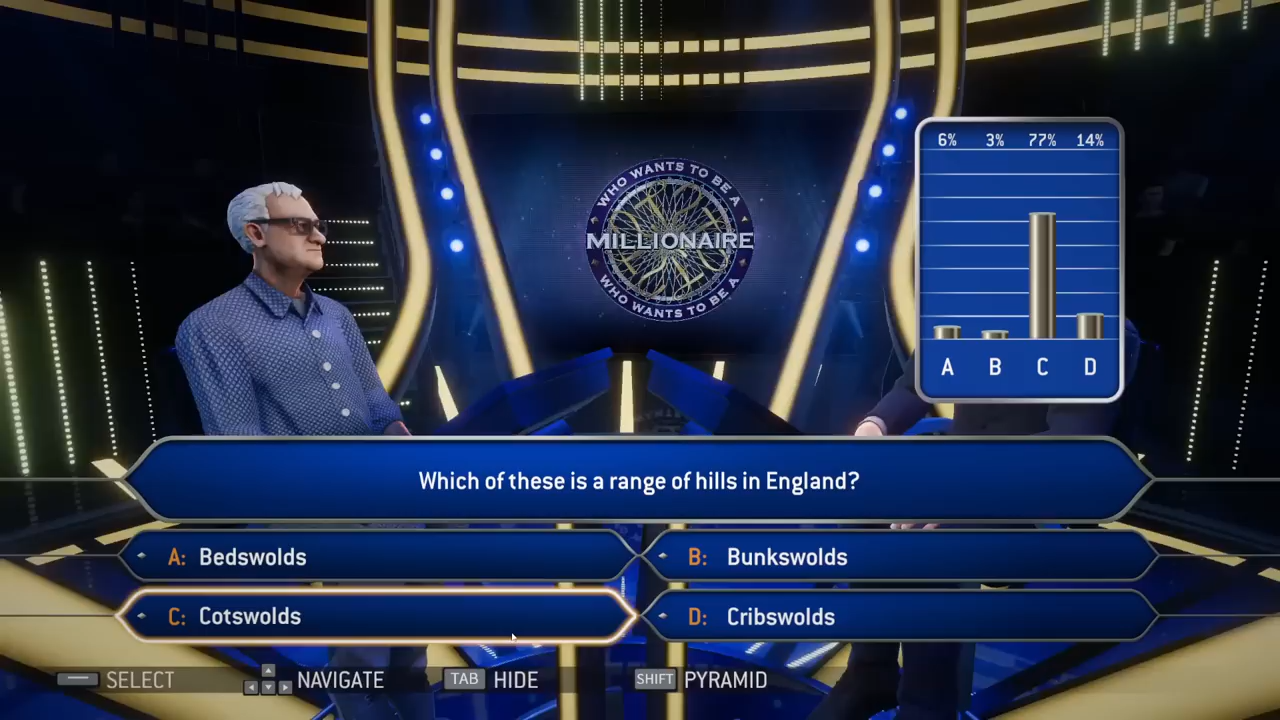 WHO WANTS TO BE A
MILLIONAIRE
WHO WANTS TO BE A
6% 3% 77% 14%
A B C D
Which of these is a range of hills in England?
A: Bedswolds
B: Bunkswolds
C: Cotswolds
D: Cribswolds
SELECT
NAVIGATE
TAB HIDE
SHIFT PYRAMID